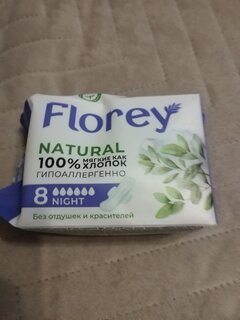 Florey
NATURAL
100% МЯГКИЕ КАК
ХЛОПОК
ГИПОАЛЛЕРГЕННО
8
NIGHT
Без отдушек и красителей